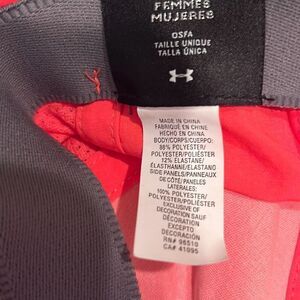 FEMMES
MUJERES
OSFA
TAILLE UNIQUE
TALLA ÚNICA
MADE IN CHINA
FABRIQUÉ EN CHINE
HECHO EN CHINA
BODY/CORPS/CUERPO:
88% POLYESTER/
POLYESTER/POLIÉSTER
12% ELASTANE/
ÉLASTHANNE/ELASTANO
SIDE PANELS/PANNEAUX
DE CÔTÉ/PANELES
LATERALES:
100% POLYESTER/
POLYESTER/POLIÉSTER
EXCLUSIVE OF
DECORATION SAUF
DÉCORATION
EXCEPTO
DECORACIÓN
RN# 96510
CA# 41095